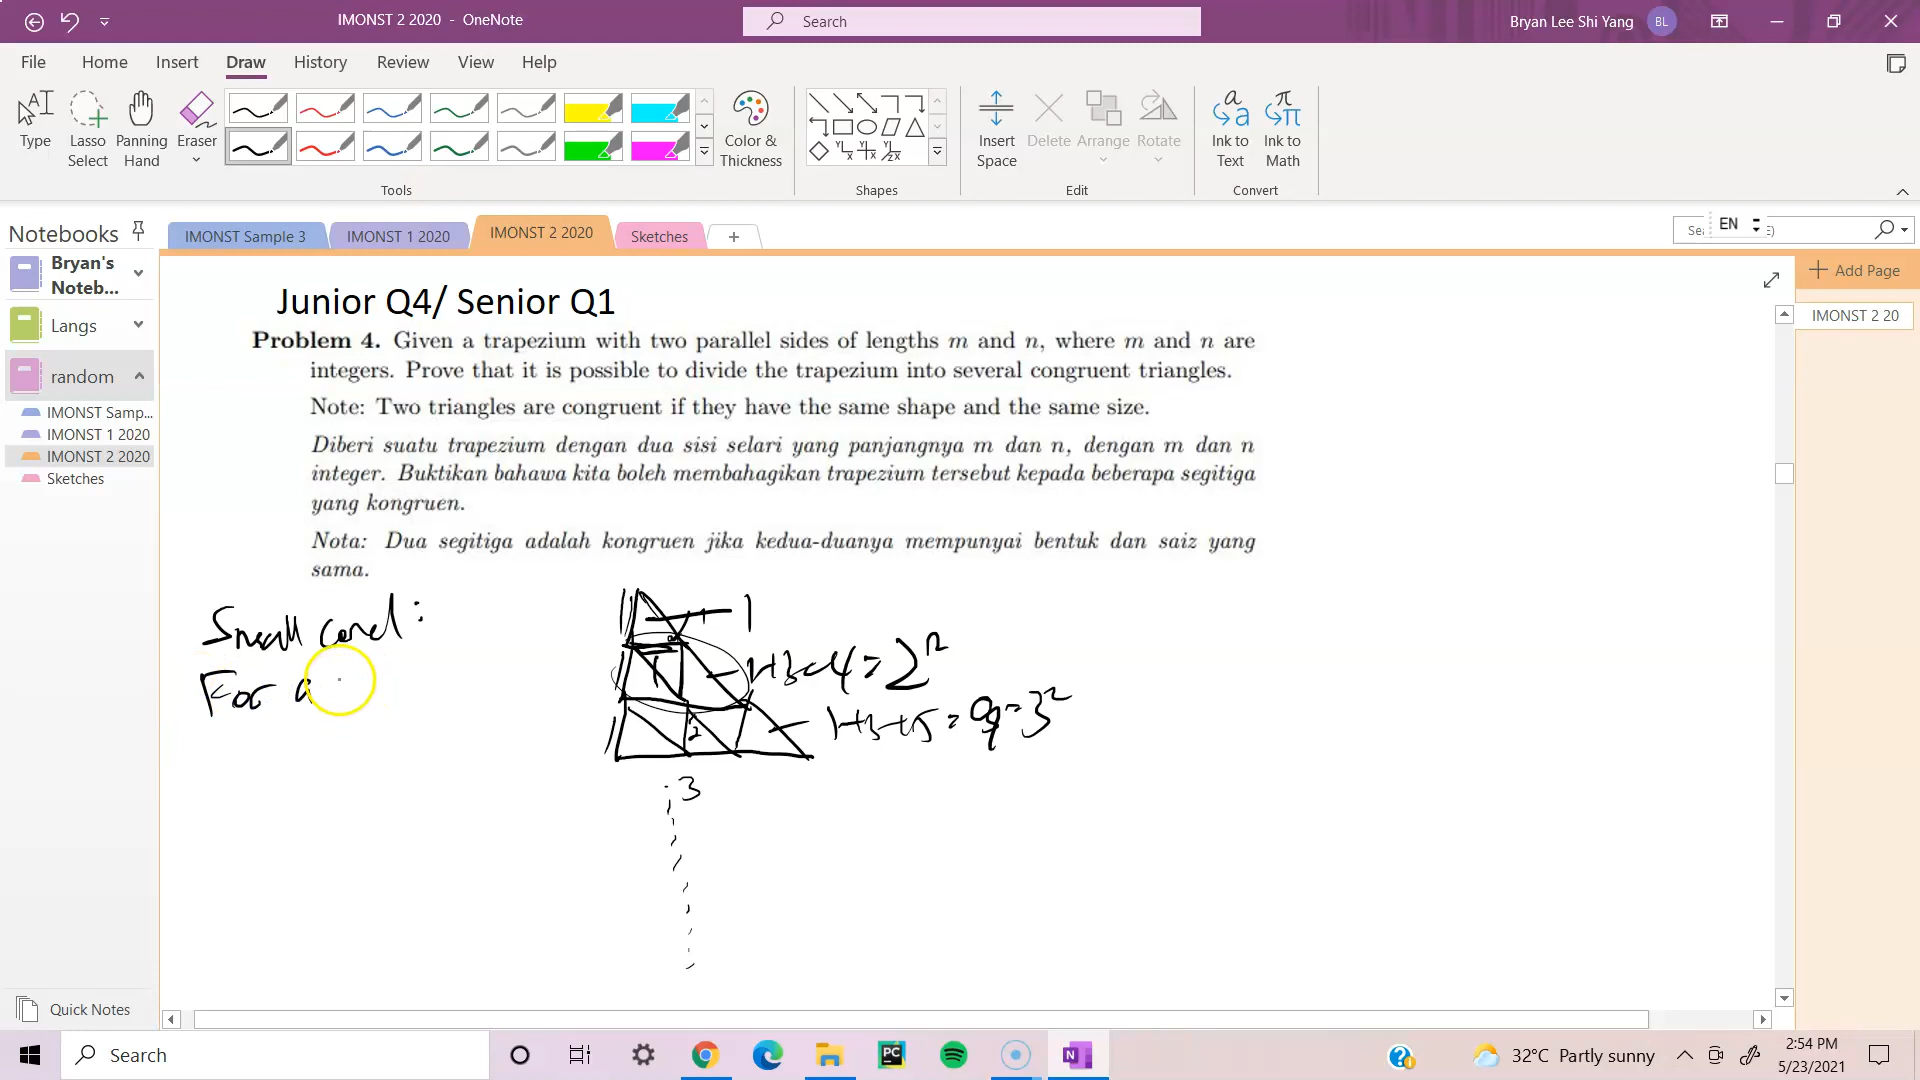 IMONST 2 2020 - OneNote
Search
Bryan Lee Shi Yang
BL
File
Home
Insert
Draw
History
Review
View
Help
Type
Lasso Select
Panning Hand
Eraser
Color & Thickness
Insert Space
Delete
Arrange
Rotate
Ink to Text
Ink to Math
Tools
Shapes
Edit
Convert
Notebooks
IMONST Sample 3
IMONST 1 2020
IMONST 2 2020
Sketches
EN
Bryan's Noteb...
Langs
random
IMONST Samp...
IMONST 1 2020
IMONST 2 2020
Sketches
Add Page
IMONST 2 20
Junior Q4/ Senior Q1
Problem 4. Given a trapezium with two parallel sides of lengths m and n, where m and n are
integers. Prove that it is possible to divide the trapezium into several congruent triangles.
Note: Two triangles are congruent if they have the same shape and the same size.
Diberi suatu trapezium dengan dua sisi selari yang panjangnya m dan n, dengan m dan n
integer. Buktikan bahawa kita boleh membahagikan trapezium tersebut kepada beberapa segitiga
yang kongruen.
Nota: Dua segitiga adalah kongruen jika kedua-duanya mempunyai bentuk dan saiz yang
sama.
Small
For a
1
1
1+3=4=2²
2
1+3+5=9=3²
3
Quick Notes
Search
32°C Partly sunny
2:54 PM
5/23/2021